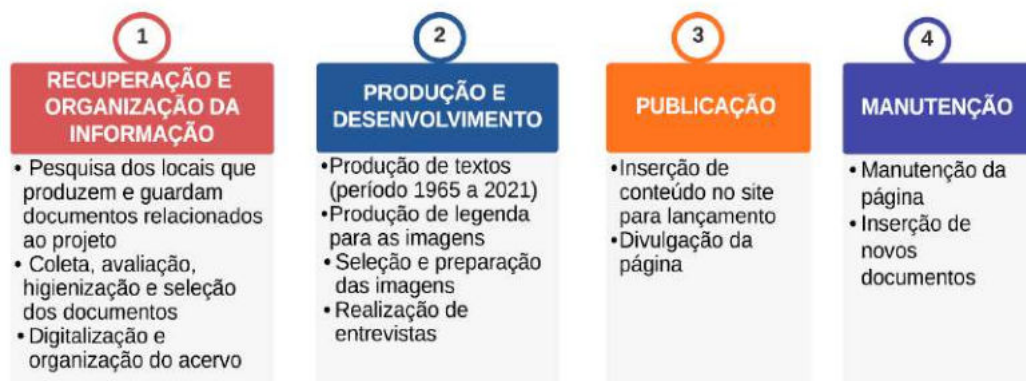 1
RECUPERAÇÃO E
ORGANIZAÇÃO DA
INFORMAÇÃO
• Pesquisa dos locais que
produzem e guardam
documentos relacionados
ao projeto
• Coleta, avaliação,
higienização e seleção
dos documentos
• Digitalização e
organização do acervo
2
PRODUÇÃO E
DESENVOLVIMENTO
•Produção de textos
(período 1965 a 2021)
•Produção de legenda
para as imagens
• Seleção e preparação
das imagens
• Realização de
entrevistas
3
PUBLICAÇÃO
•Inserção de
conteúdo no site
para lançamento
•Divulgação da
página
4
MANUTENÇÃO
• Manutenção da
página
• Inserção de
novos
documentos